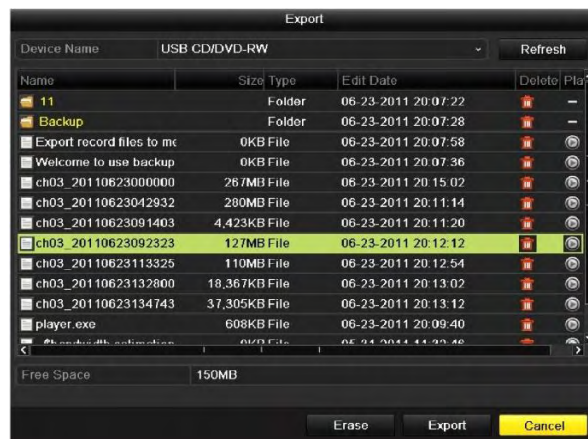 Export
Device Name USB CD/DVD-RW Refresh
Name Size Type Edit Date Delete Pla
11 Folder 06-23-2011 20:07:22 –
Backup Folder 06-23-2011 20:07:28 –
Export record files to me 0KB File 06-23-2011 20:07:58
Welcome to use backup 0KB File 06-23-2011 20:07:36
ch03_20110623000000 267MB File 06-23-2011 20:15:02
ch03_20110623042932 280MB File 06-23-2011 20:11:14
ch03_20110623091403 4,423KB File 06-23-2011 20:11:20
ch03_20110623092323 127MB File 06-23-2011 20:12:12
ch03_20110623113325 110MB File 06-23-2011 20:12:54
ch03_20110623132800 18,367KB File 06-23-2011 20:13:02
ch03_20110623134743 37,305KB File 06-23-2011 20:13:12
player.exe 608KB File 06-23-2011 20:09:40
Free Space 150MB
Erase Export Cancel